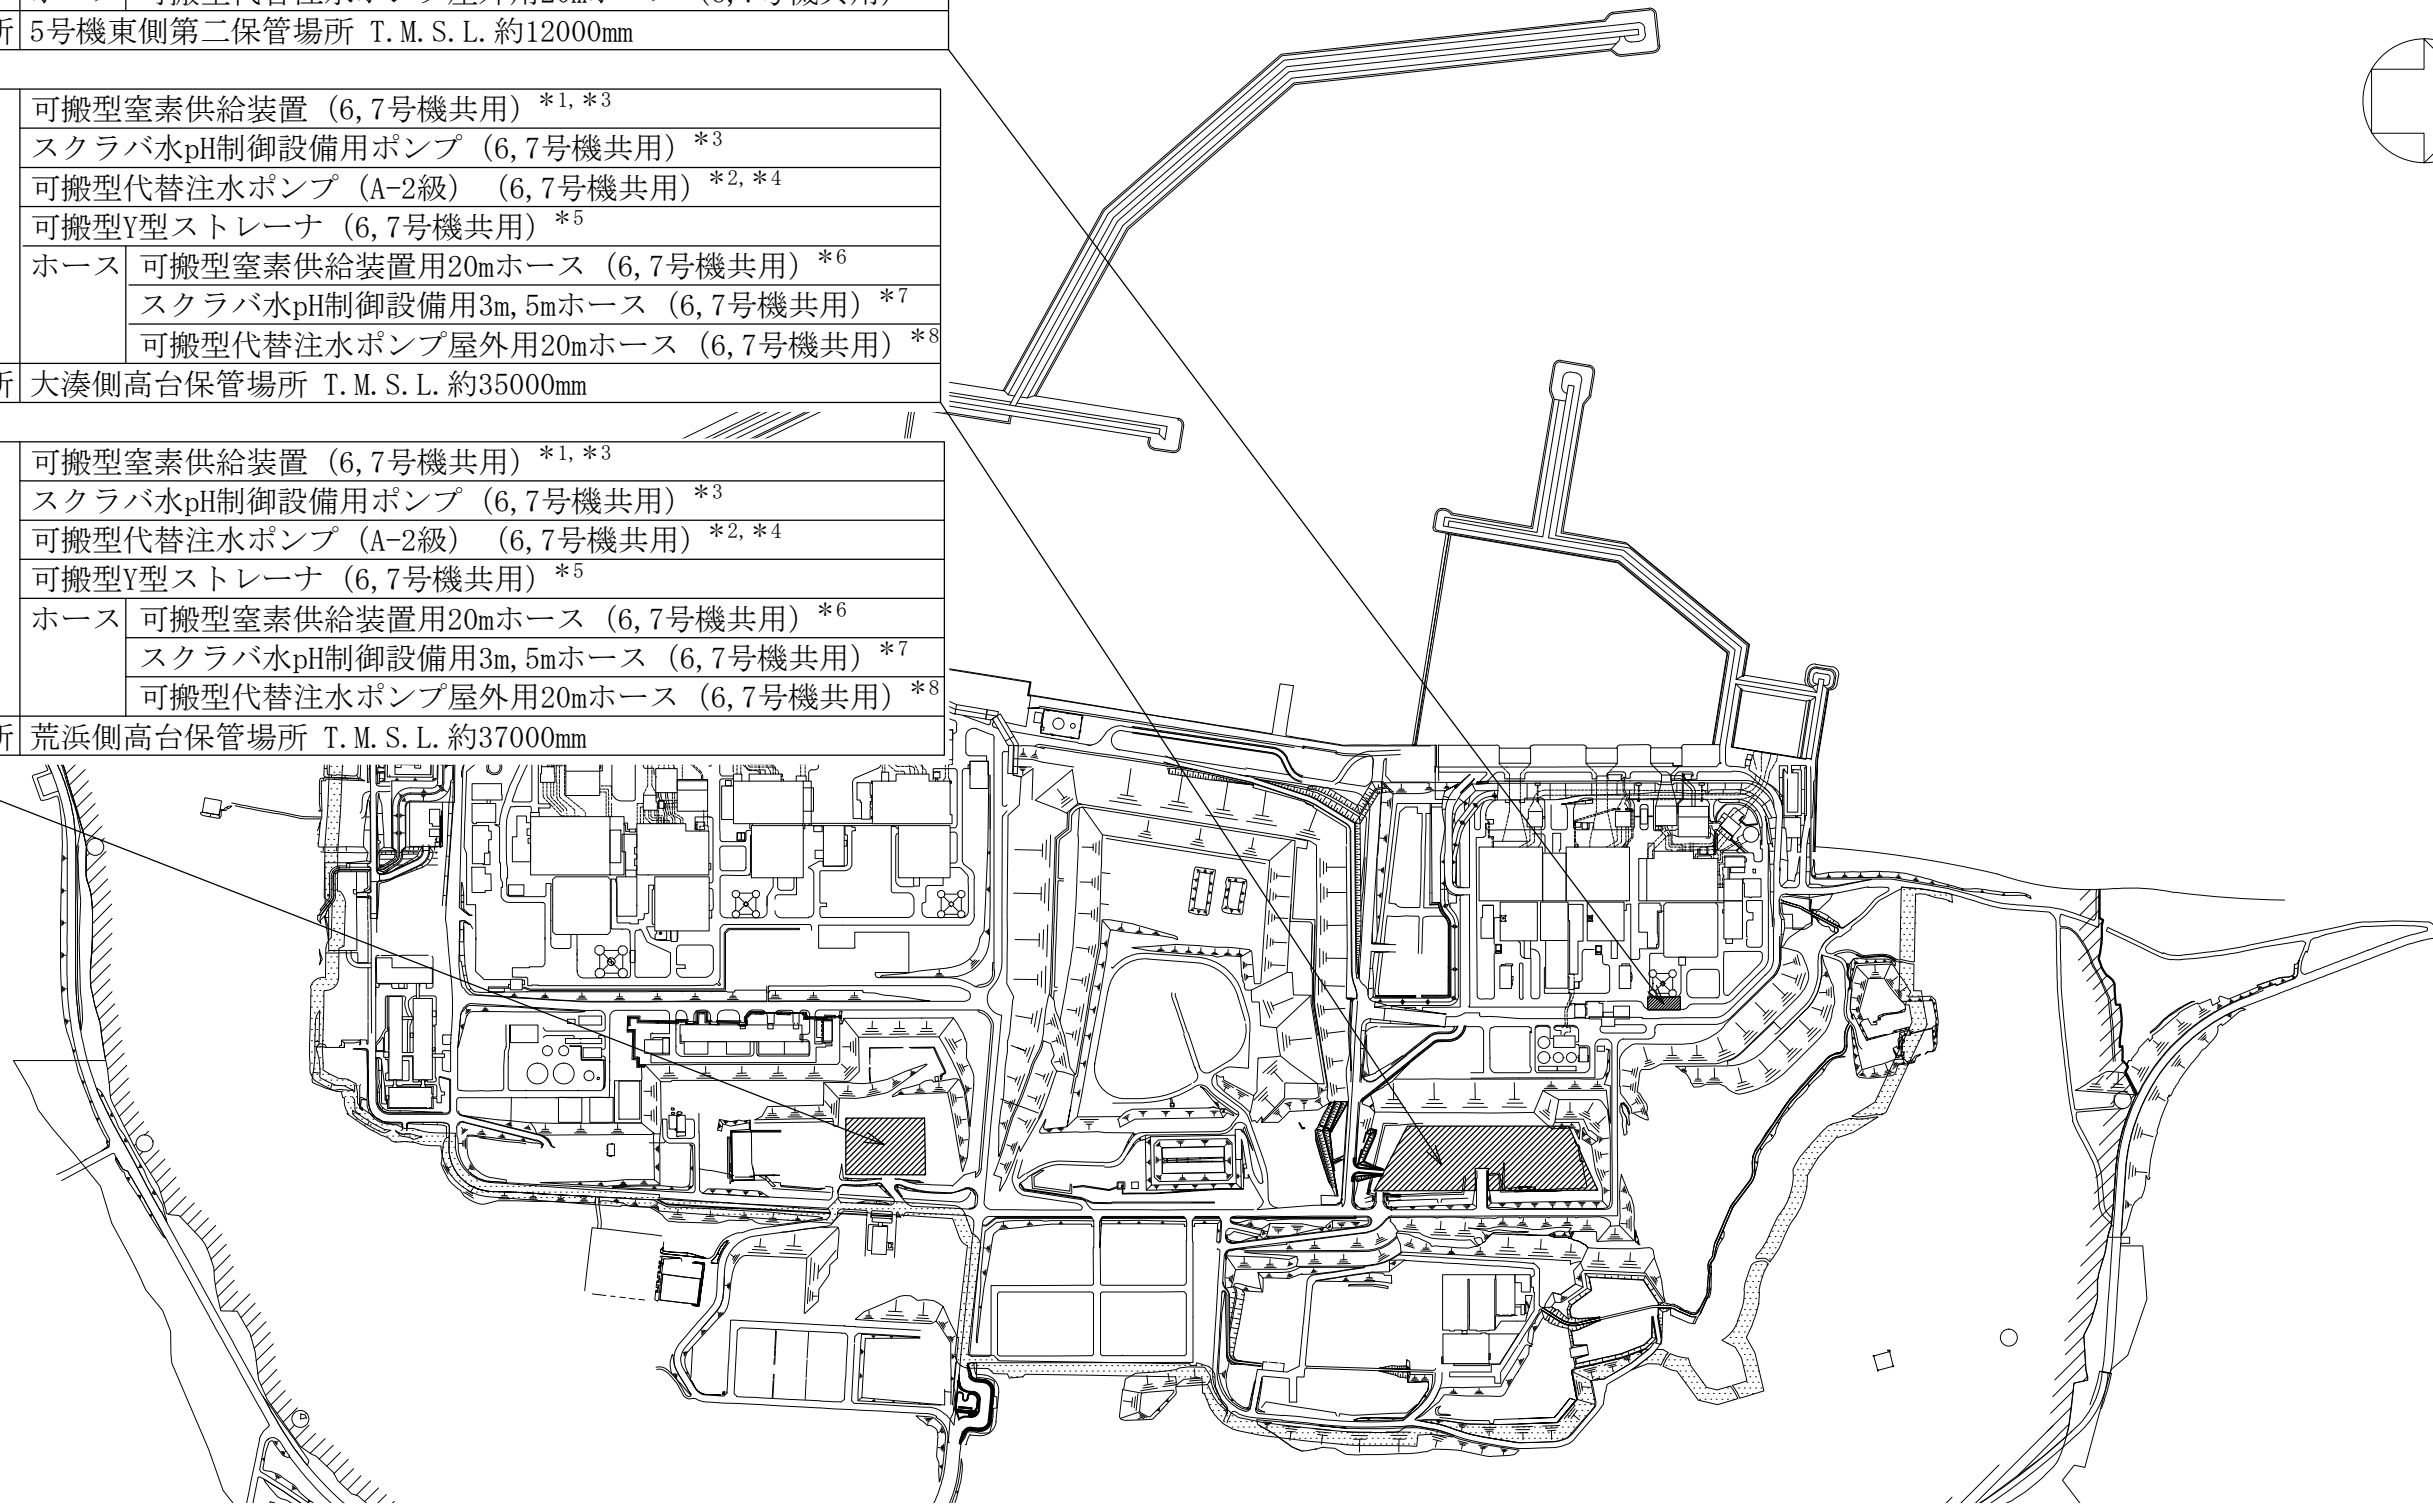 5号機東側第二保管場所 T.M.S.L.約12000mm
可搬型窒素供給装置 (6,7号機共用) *1,*3
スクラバ水pH制御設備用ポンプ (6,7号機共用) *3
可搬型代替注水ポンプ (A-2級) (6,7号機共用) *2,*4
可搬型Y型ストレーナ (6,7号機共用) *5
ホース 可搬型窒素供給装置用20mホース (6,7号機共用) *6
スクラバ水pH制御設備用3m,5mホース (6,7号機共用) *7
可搬型代替注水ポンプ屋外用20mホース (6,7号機共用) *8
所 大湊側高台保管場所 T.M.S.L.約35000mm
可搬型窒素供給装置 (6,7号機共用) *1,*3
スクラバ水pH制御設備用ポンプ (6,7号機共用) *3
可搬型代替注水ポンプ (A-2級) (6,7号機共用) *2,*4
可搬型Y型ストレーナ (6,7号機共用) *5
ホース 可搬型窒素供給装置用20mホース (6,7号機共用) *6
スクラバ水pH制御設備用3m,5mホース (6,7号機共用) *7
可搬型代替注水ポンプ屋外用20mホース (6,7号機共用) *8
所 荒浜側高台保管場所 T.M.S.L.約37000mm